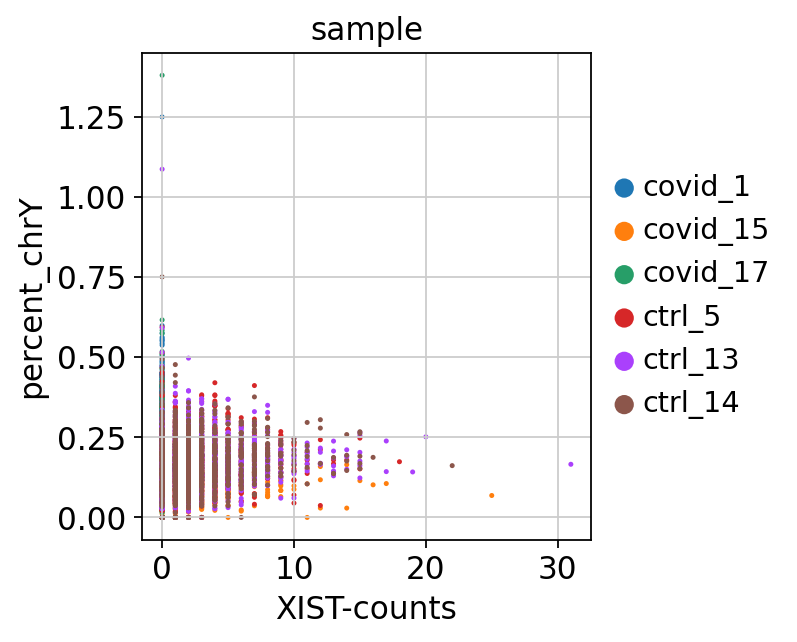 sample
percent_chrY
1.25
1.00
0.75
0.50
0.25
0.00
0
10
20
30
XIST-counts
covid_1
covid_15
covid_17
ctrl_5
ctrl_13
ctrl_14